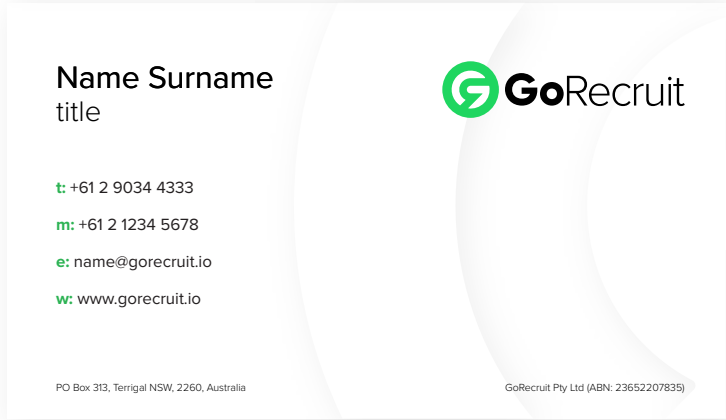 Name Surname
title
GoRecruit
t: +61 2 9034 4333
m: +61 2 1234 5678
e: name@gorecruit.io
w: www.gorecruit.io
PO Box 313, Terrigal NSW, 2260, Australia
GoRecruit Pty Ltd (ABN: 23652207835)